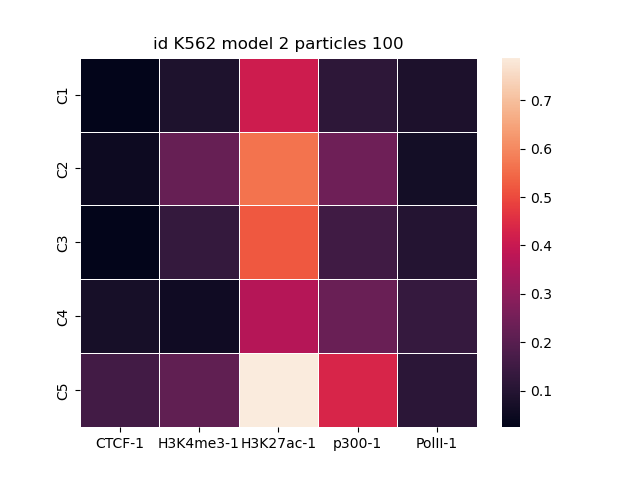 id K562 model 2 particles 100
C1
C2
C3
C4
C5
CTCF-1 H3K4me3-1 H3K27ac-1 p300-1 PolII-1
0.7
0.6
0.5
0.4
0.3
0.2
0.1